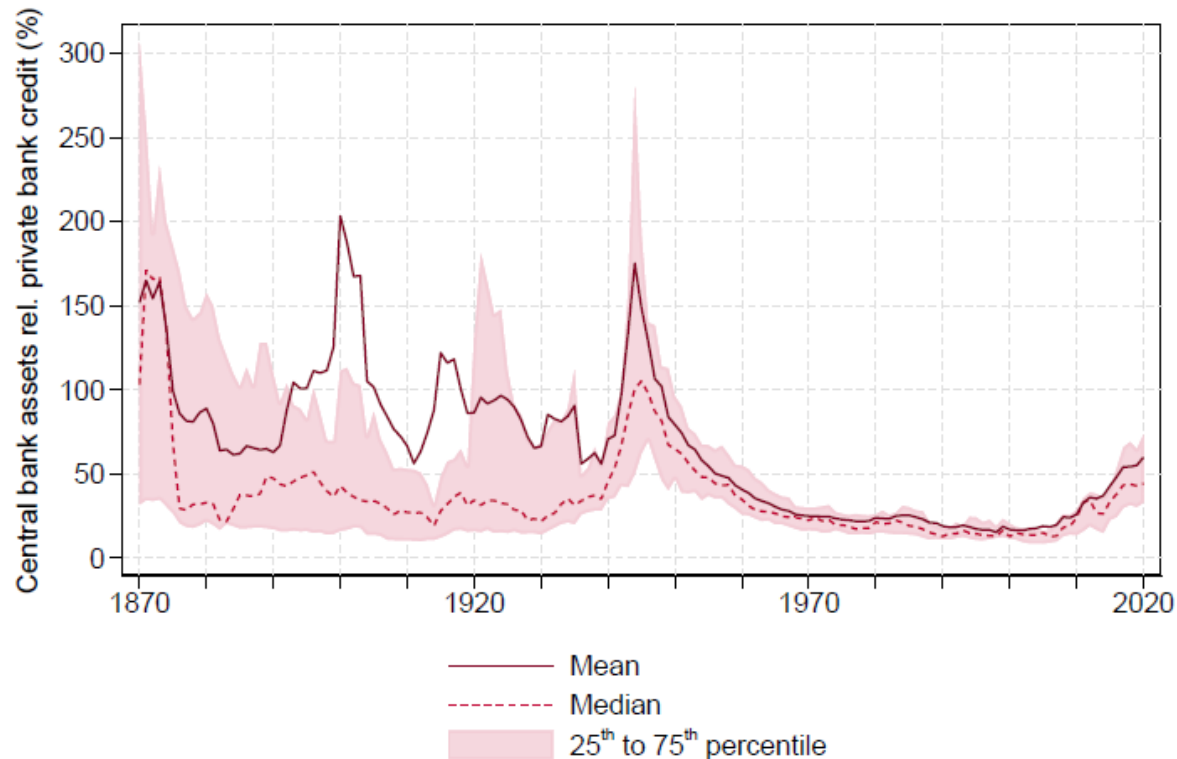 Central bank assets rel. private bank credit (%)
300
250
200
150
100
50
0
1870
1920
1970
2020
Mean
Median
25th to 75th percentile